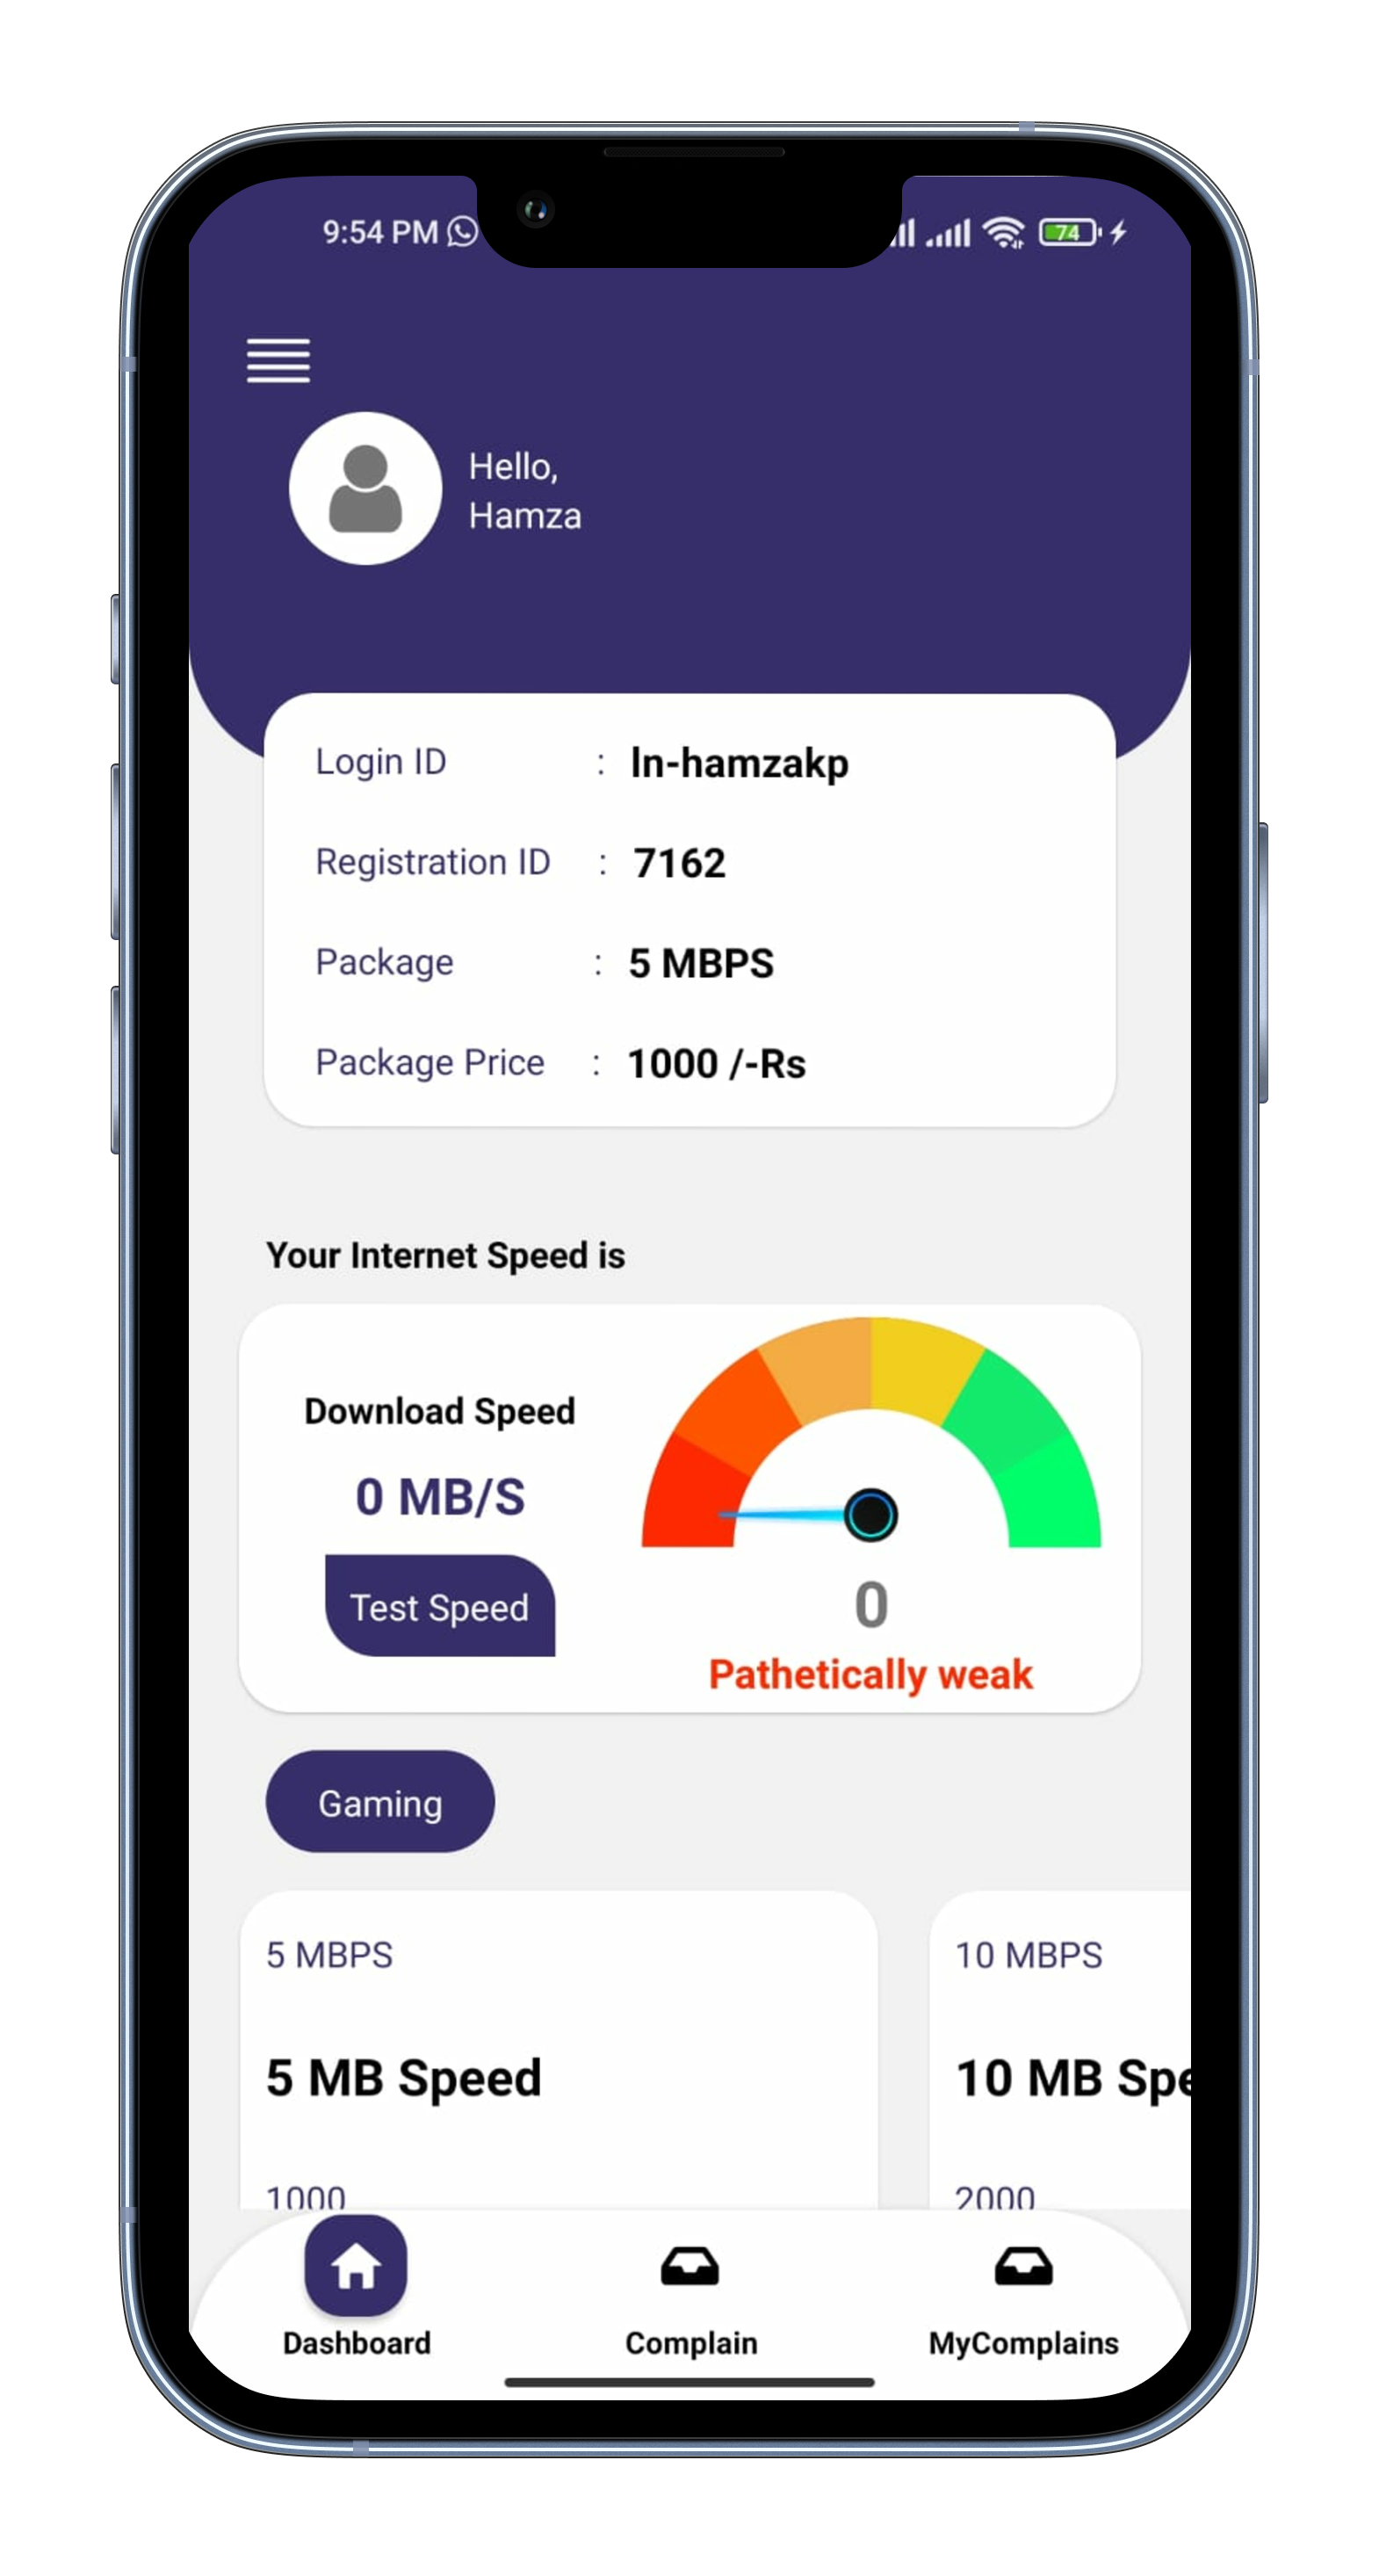 9:54 PM
74
Hello,
Hamza
Login ID : ln-hamzakp
Registration ID : 7162
Package : 5 MBPS
Package Price : 1000 /-Rs
Your Internet Speed is
Download Speed
0 MB/S
Test Speed
0
Pathetically weak
Gaming
5 MBPS 10 MBPS
5 MB Speed 10 MB Spe
1000 2000
Dashboard Complain MyComplains